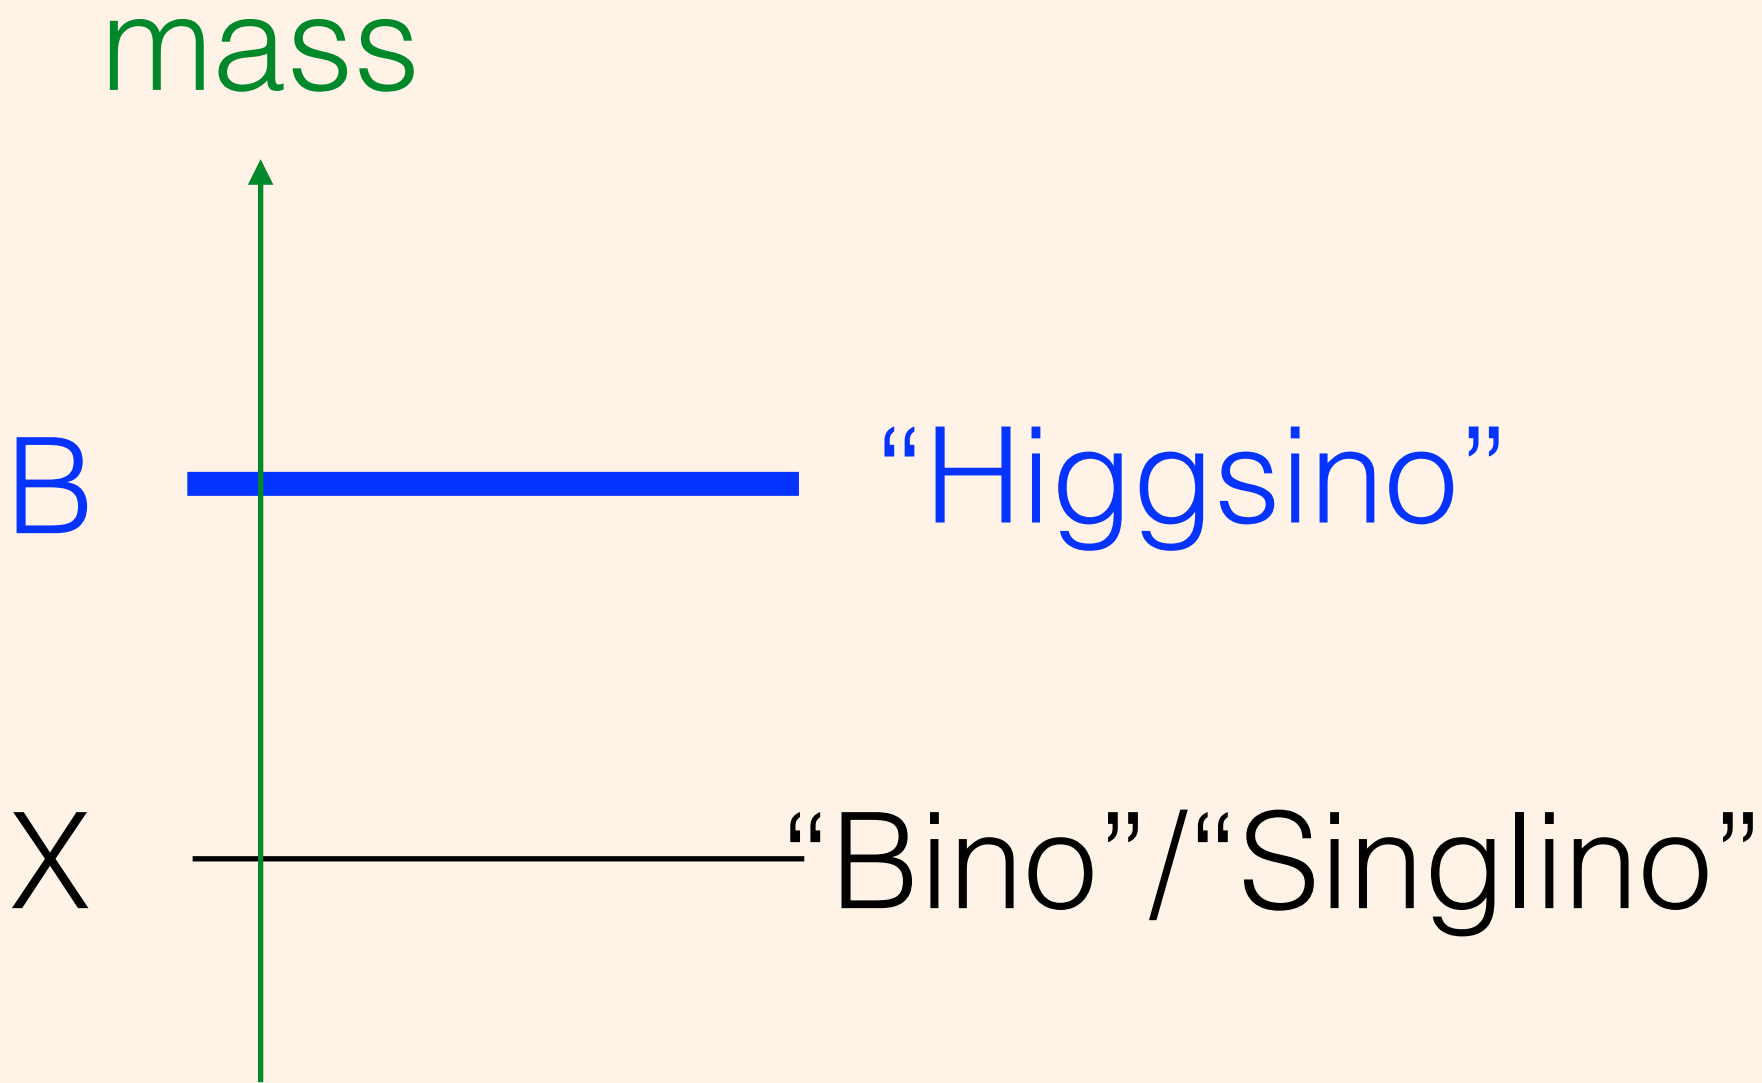 mass
B “Higgsino”
X “Bino”/“Singlino”